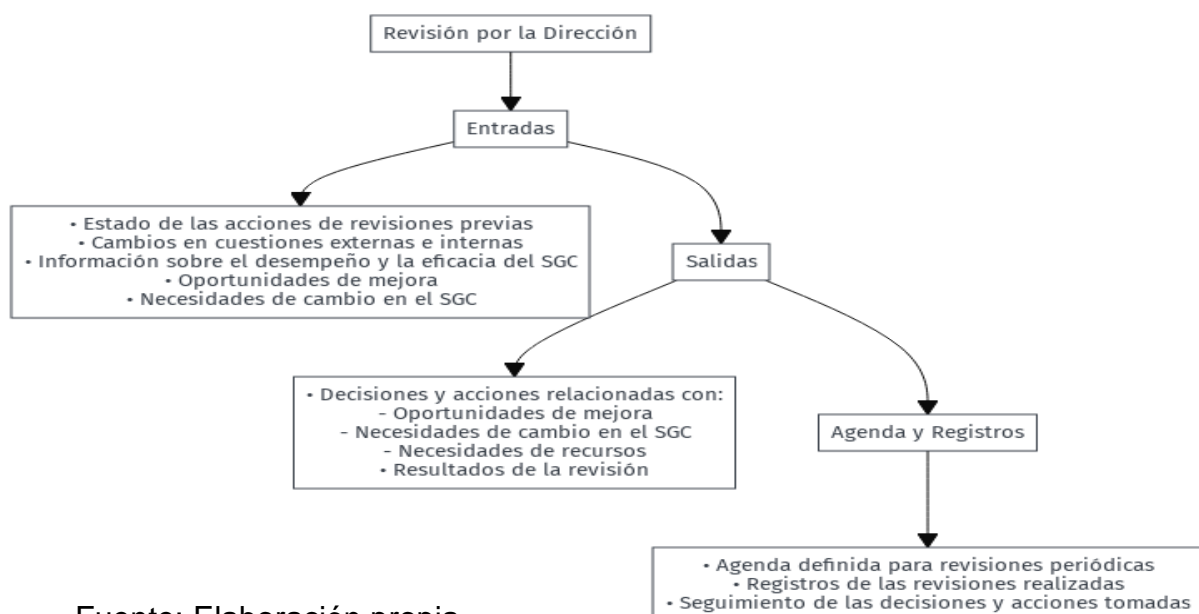 Revisión por la Dirección
Entradas
• Estado de las acciones de revisiones previas
• Cambios en cuestiones externas e internas
• Información sobre el desempeño y la eficacia del SGC
• Oportunidades de mejora
• Necesidades de cambio en el SGC
Salidas
• Decisiones y acciones relacionadas con:
- Oportunidades de mejora
- Necesidades de cambio en el SGC
- Necesidades de recursos
• Resultados de la revisión
Agenda y Registros
• Agenda definida para revisiones periódicas
• Registros de las revisiones realizadas
• Seguimiento de las decisiones y acciones tomadas
Fuente: Elaboración propia